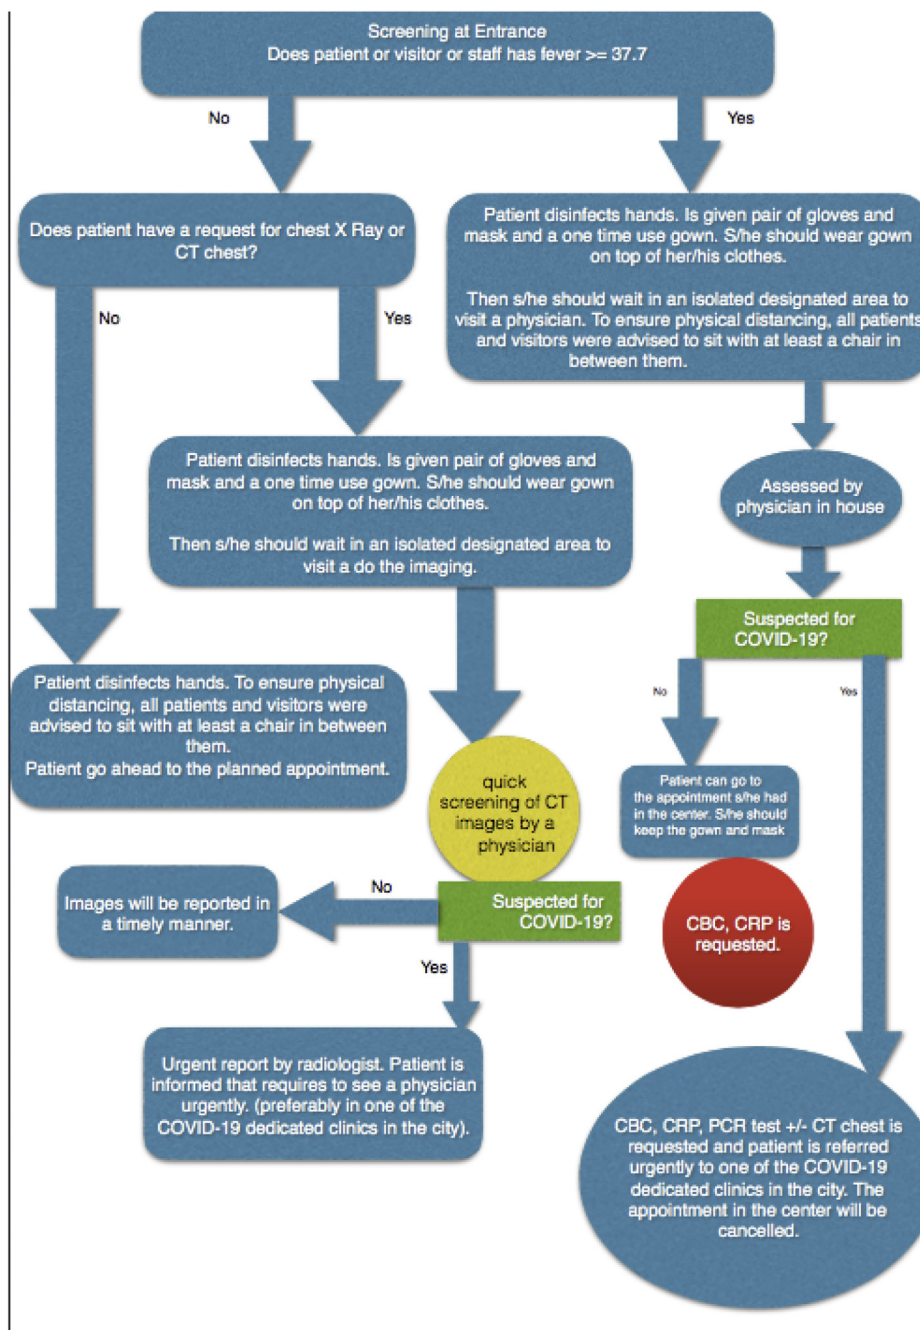 Screening at Entrance
Does patient or visitor or staff has fever >= 37.7
No
Yes
Does patient have a request for chest X Ray or
CT chest?
Patient disinfects hands. Is given pair of gloves and
mask and a one time use gown. S/he should wear gown
on top of her/his clothes.
Then s/he should wait in an isolated designated area to
visit a physician. To ensure physical distancing, all patients
and visitors were advised to sit with at least a chair in
between them.
No
Yes
Patient disinfects hands. Is given pair of gloves and
mask and a one time use gown. S/he should wear gown
on top of her/his clothes.
Then s/he should wait in an isolated designated area to
visit a do the imaging.
Assessed by
physician in house
Suspected for
COVID-19?
No
Yes
Patient disinfects hands. To ensure physical
distancing, all patients and visitors were
advised to sit with at least a chair in between
them.
Patient go ahead to the planned appointment.
quick
screening of CT
images by a
physician
Patient can go to
the appointment s/he had
in the center. S/he should
keep the gown and mask
No
Images will be reported in
a timely manner.
Suspected for
COVID-19?
CBC, CRP is
requested.
Yes
Urgent report by radiologist. Patient is
informed that requires to see a physician
urgently. (preferably in one of the
COVID-19 dedicated clinics in the city).
CBC, CRP, PCR test +/- CT chest is
requested and patient is referred
urgently to one of the COVID-19
dedicated clinics in the city. The
appointment in the center will be
cancelled.